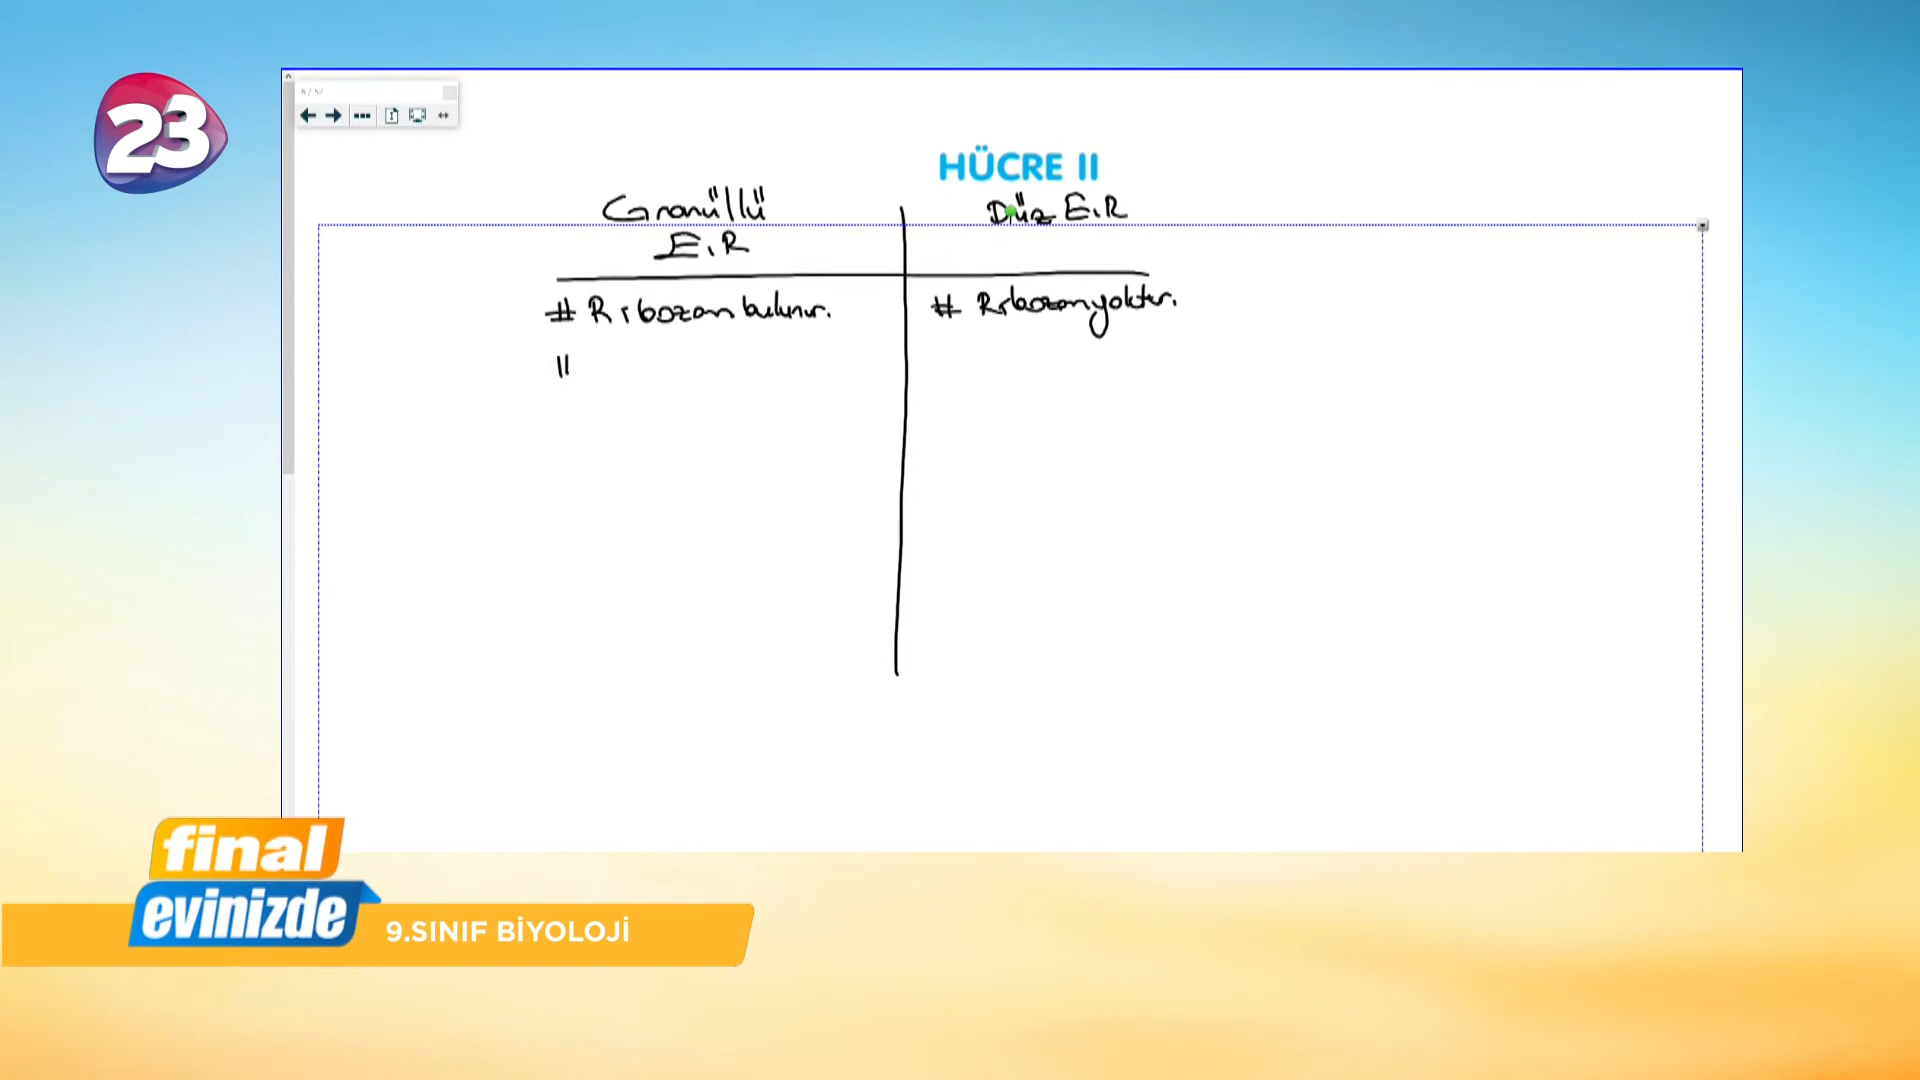 23
HÜCRE II
Granüllü
E.R
Düz E.R
# Ribozom bulunur.
# Ribozom yoktur.
final
evinizde
9.SINIF BİYOLOJİ